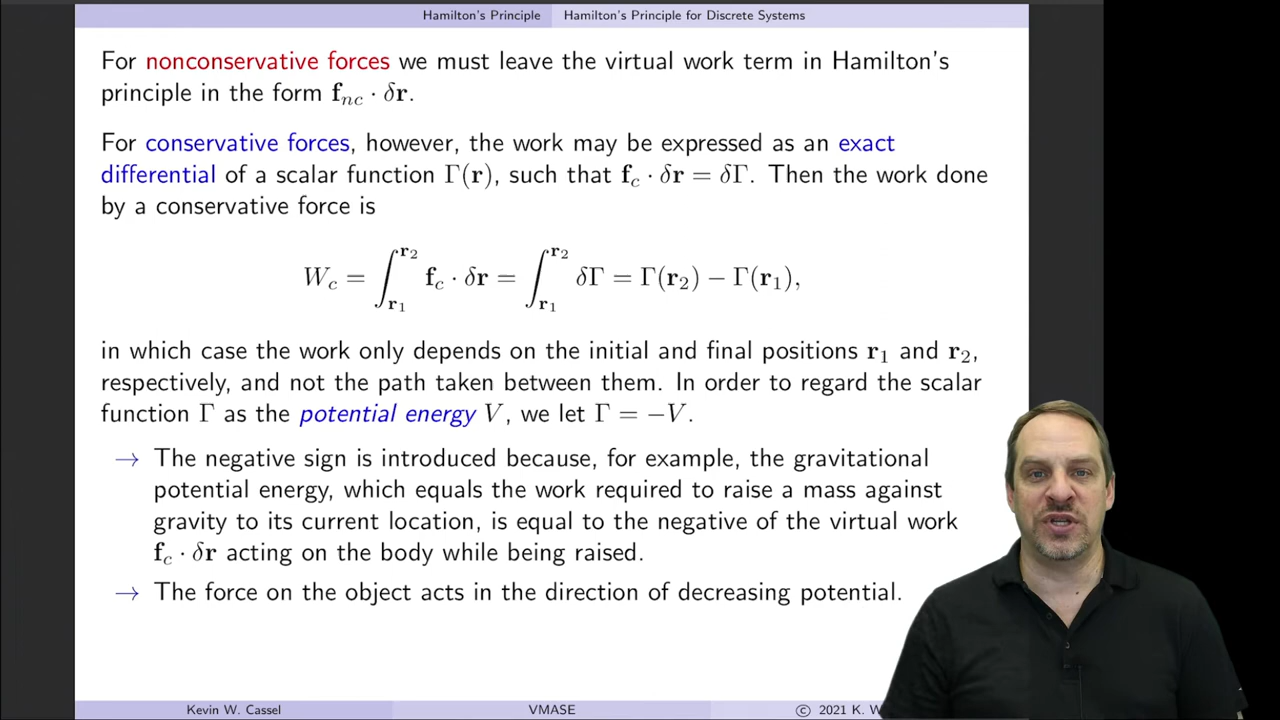 Hamilton's Principle Hamilton's Principle for Discrete Systems
For nonconservative forces we must leave the virtual work term in Hamilton's
principle in the form f_nc · δr.
For conservative forces, however, the work may be expressed as an exact
differential of a scalar function Γ(r), such that f_c · δr = δΓ. Then the work done
by a conservative force is
W_c = ∫_{r_1}^{r_2} f_c · δr = ∫_{r_1}^{r_2} δΓ = Γ(r_2) − Γ(r_1),
in which case the work only depends on the initial and final positions r_1 and r_2,
respectively, and not the path taken between them. In order to regard the scalar
function Γ as the potential energy V, we let Γ = −V.
→ The negative sign is introduced because, for example, the gravitational
potential energy, which equals the work required to raise a mass against
gravity to its current location, is equal to the negative of the virtual work
f_c · δr acting on the body while being raised.
→ The force on the object acts in the direction of decreasing potential.
Kevin W. Cassel VMASE © 2021 K.